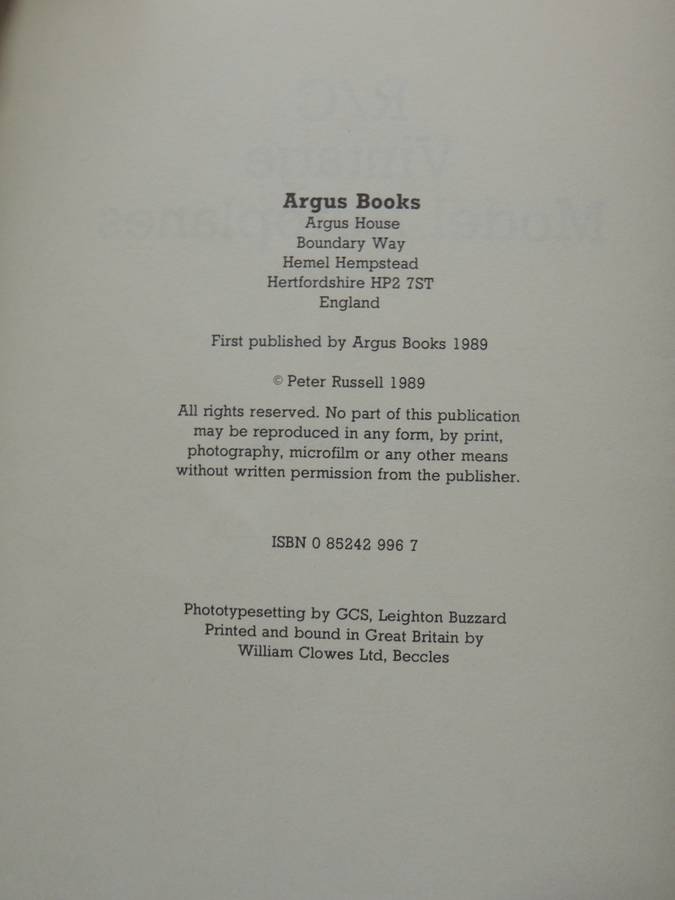 Argus Books
Argus House
Boundary Way
Hemel Hempstead
Hertfordshire HP2 7ST
England
First published by Argus Books 1989
© Peter Russell 1989
All rights reserved. No part of this publication
may be reproduced in any form, by print,
photography, microfilm or any other means
without written permission from the publisher.
ISBN 0 85242 996 7
Phototypesetting by GCS, Leighton Buzzard
Printed and bound in Great Britain by
William Clowes Ltd, Beccles